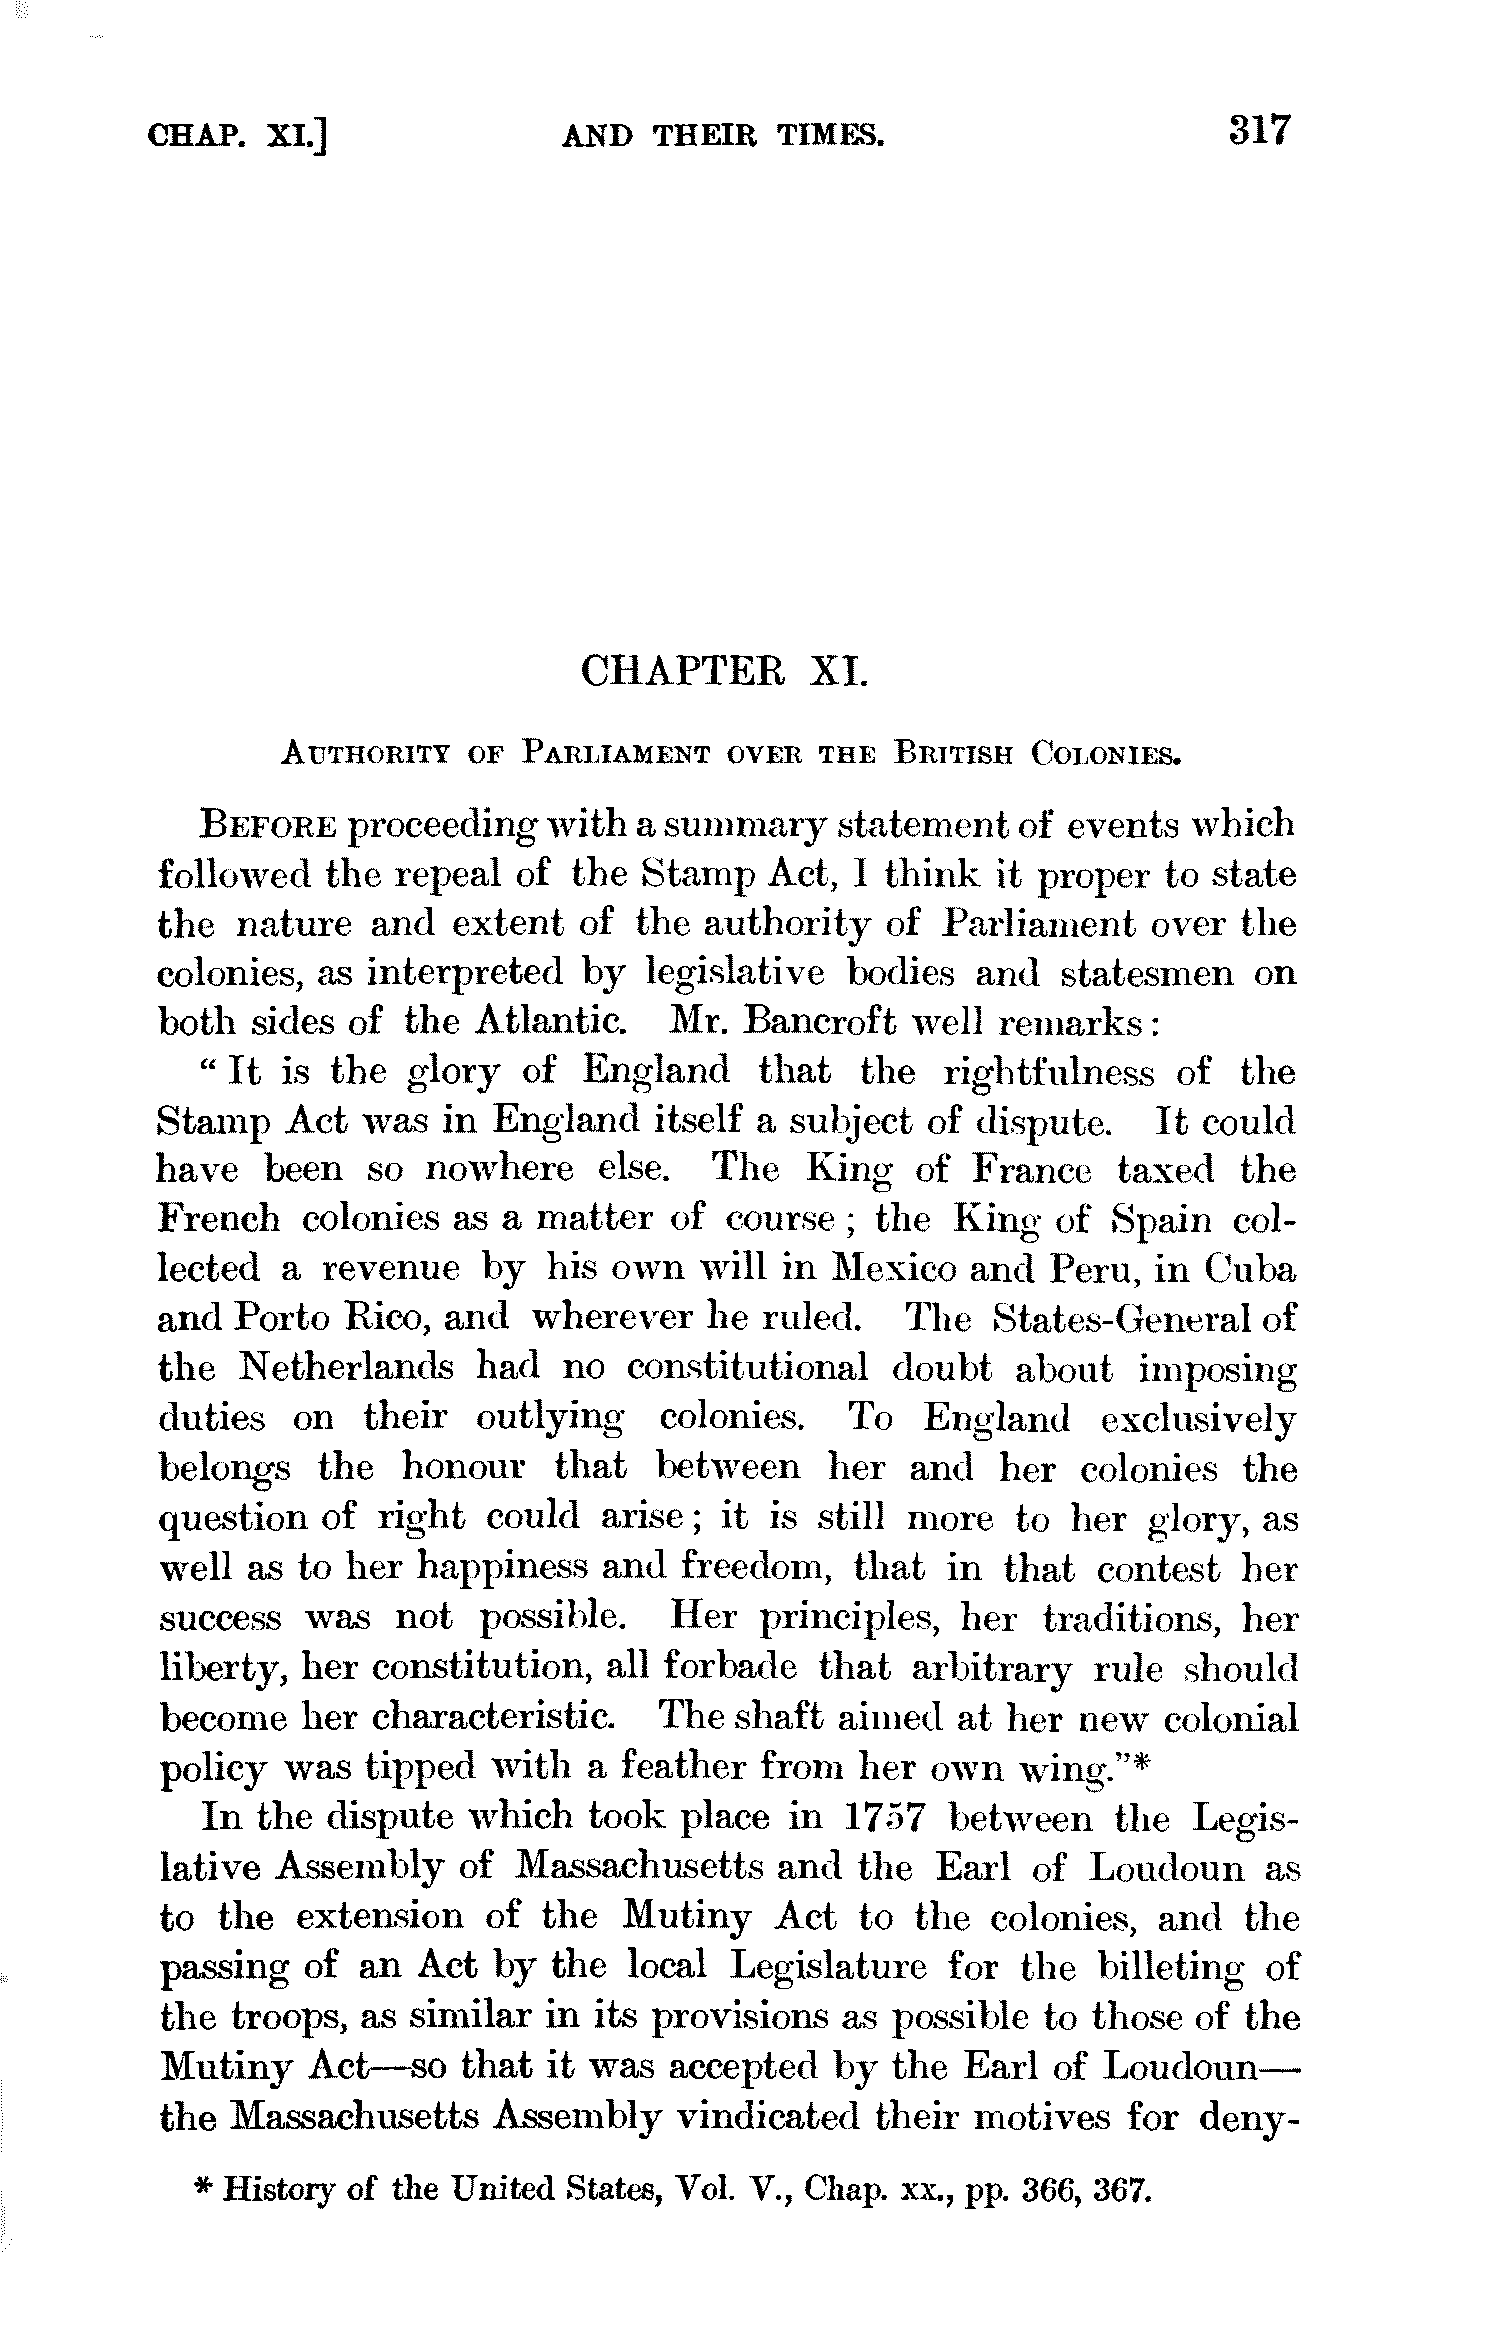 CHAP. XI.] AND THEIR TIMES. 317
CHAPTER XI.
AUTHORITY OF PARLIAMENT OVER THE BRITISH COLONIES.
BEFORE proceeding with a summary statement of events which
followed the repeal of the Stamp Act, I think it proper to state
the nature and extent of the authority of Parliament over the
colonies, as interpreted by legislative bodies and statesmen on
both sides of the Atlantic. Mr. Bancroft well remarks:
“It is the glory of England that the rightfulness of the
Stamp Act was in England itself a subject of dispute. It could
have been so nowhere else. The King of France taxed the
French colonies as a matter of course; the King of Spain col-
lected a revenue by his own will in Mexico and Peru, in Cuba
and Porto Rico, and wherever he ruled. The States-General of
the Netherlands had no constitutional doubt about imposing
duties on their outlying colonies. To England exclusively
belongs the honour that between her and her colonies the
question of right could arise; it is still more to her glory, as
well as to her happiness and freedom, that in that contest her
success was not possible. Her principles, her traditions, her
liberty, her constitution, all forbade that arbitrary rule should
become her characteristic. The shaft aimed at her new colonial
policy was tipped with a feather from her own wing.”*
In the dispute which took place in 1757 between the Legis-
lative Assembly of Massachusetts and the Earl of Loudoun as
to the extension of the Mutiny Act to the colonies, and the
passing of an Act by the local Legislature for the billeting of
the troops, as similar in its provisions as possible to those of the
Mutiny Act—so that it was accepted by the Earl of Loudoun—
the Massachusetts Assembly vindicated their motives for deny-
* History of the United States, Vol. V., Chap. xx., pp. 366, 367.